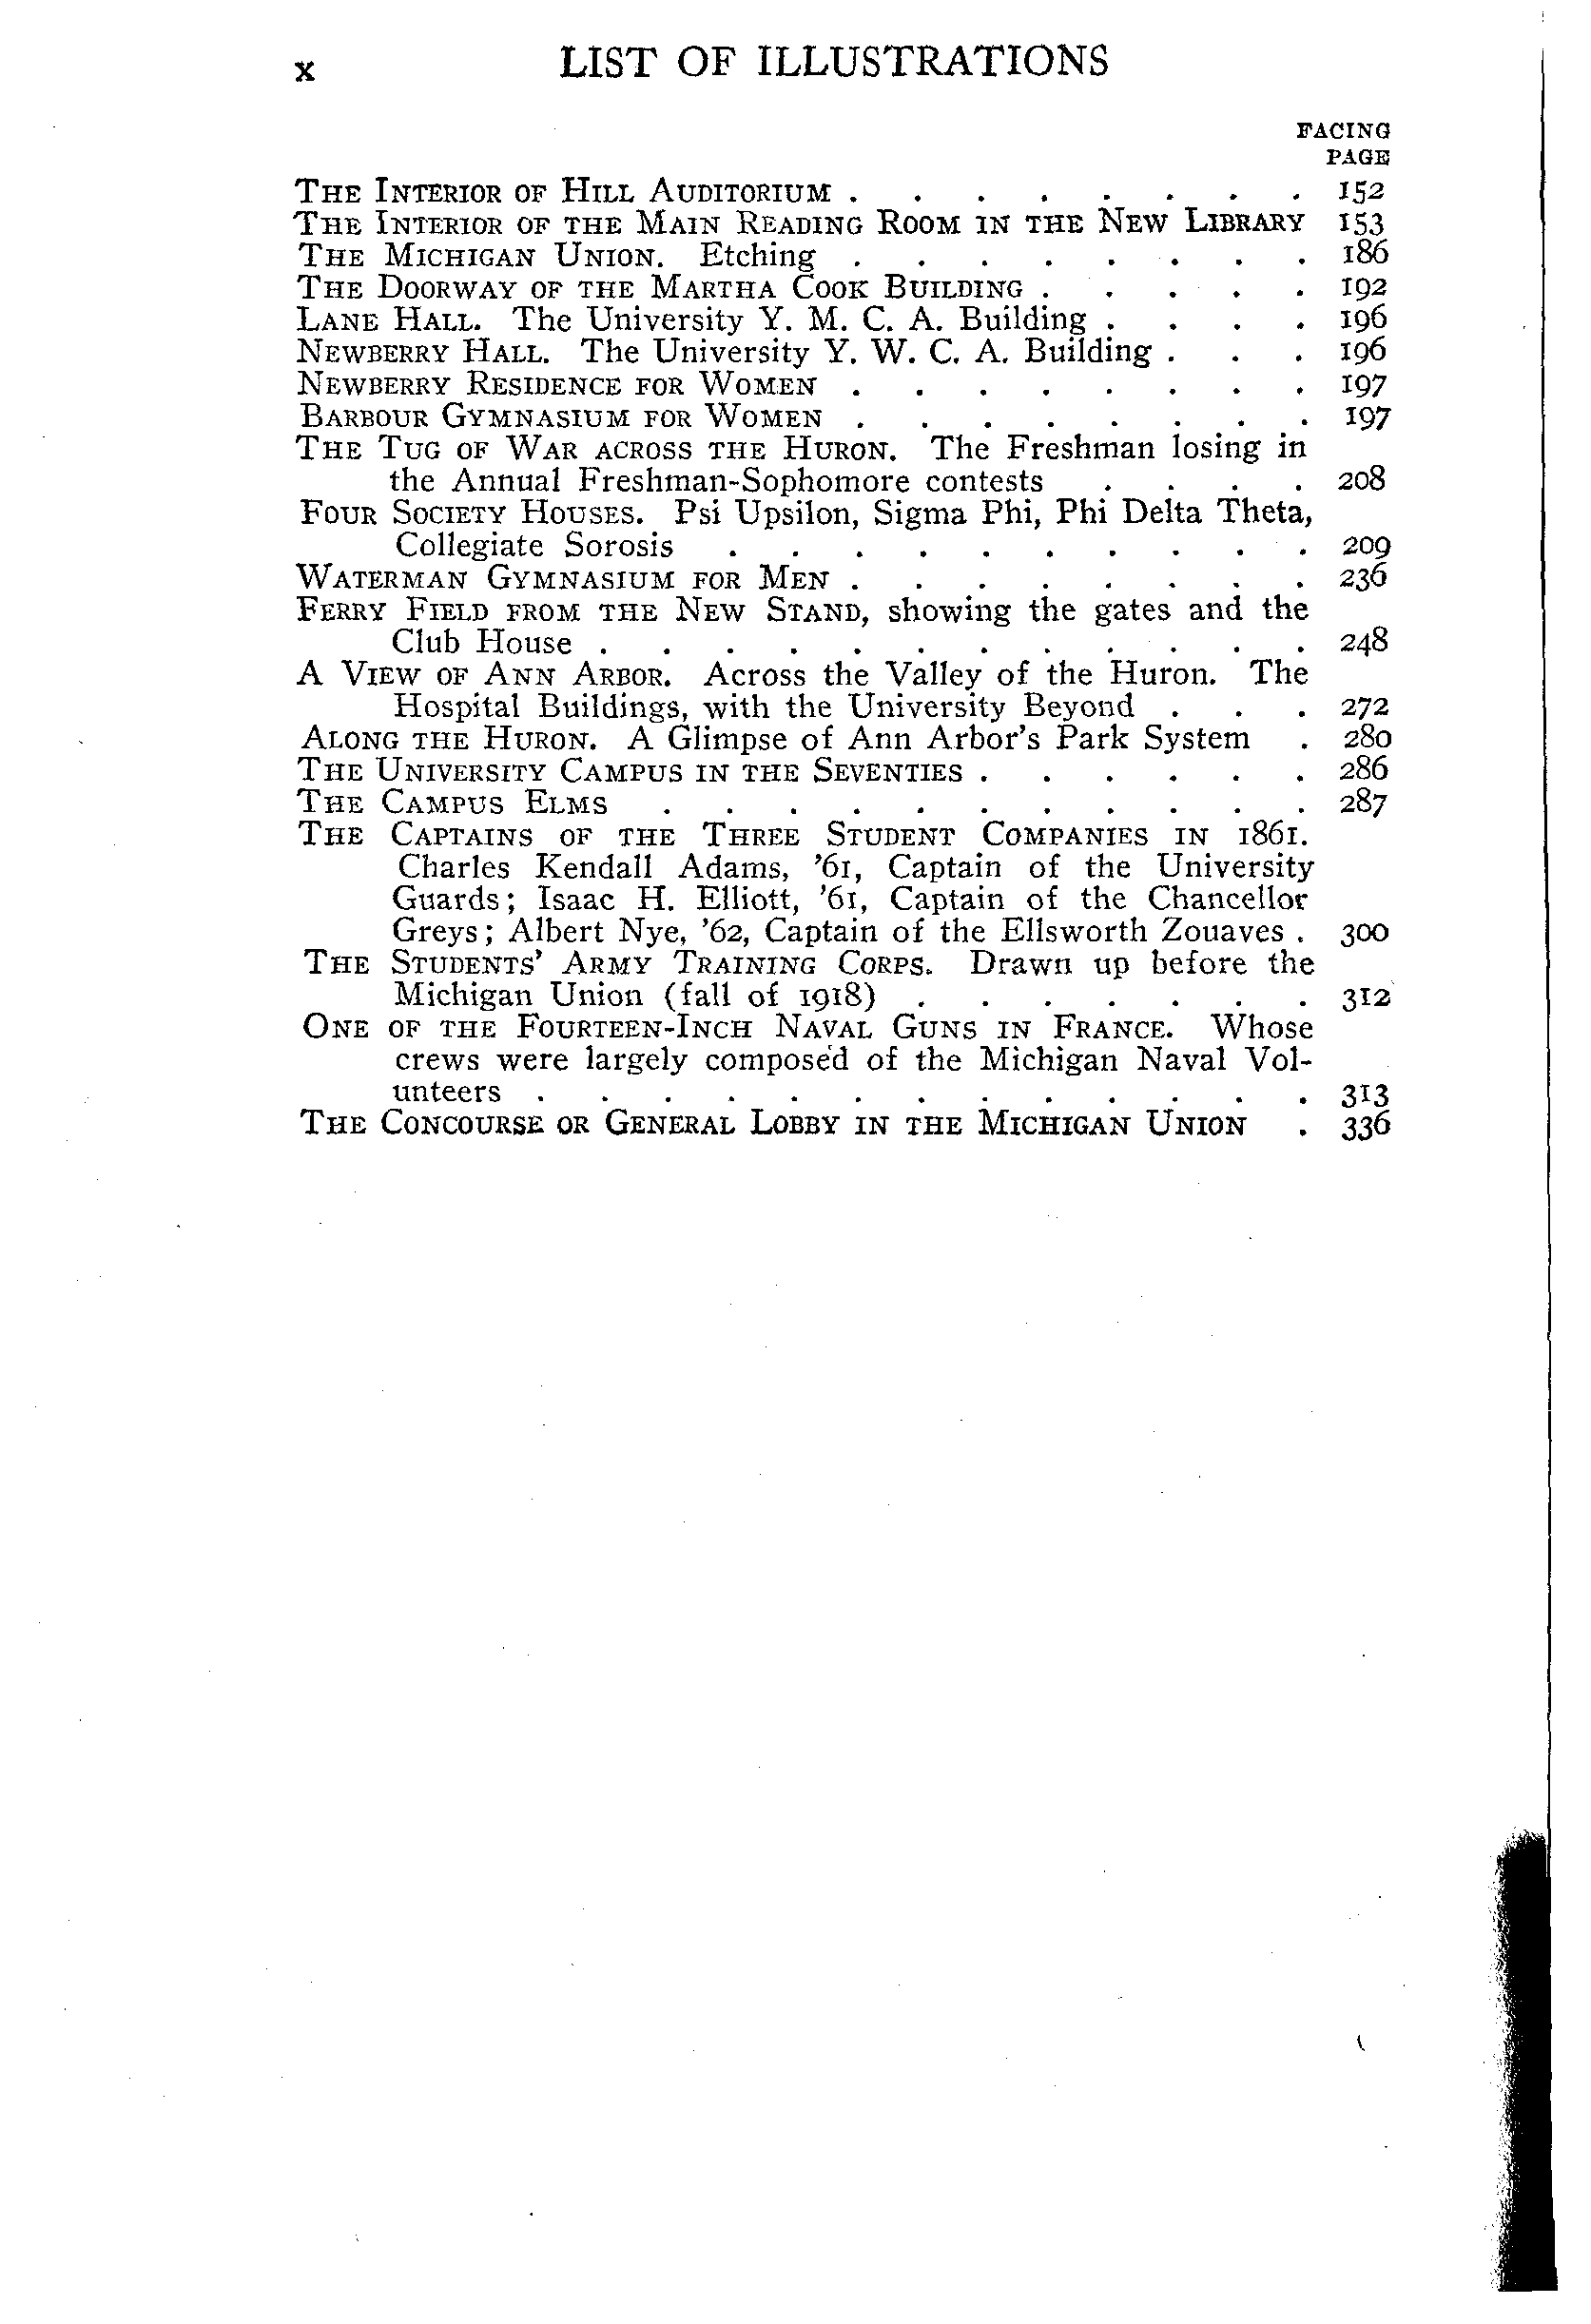 x LIST OF ILLUSTRATIONS
FACING
PAGE
THE INTERIOR OF HILL AUDITORIUM . . . . . . . . 152
THE INTERIOR OF THE MAIN READING ROOM IN THE NEW LIBRARY 153
THE MICHIGAN UNION. Etching . . . . . . . . 186
THE DOORWAY OF THE MARTHA COOK BUILDING . . . . . 192
LANE HALL. The University Y. M. C. A. Building . . . . 196
NEWBERRY HALL. The University Y. W. C. A. Building . . . 196
NEWBERRY RESIDENCE FOR WOMEN . . . . . . . . 197
BARBOUR GYMNASIUM FOR WOMEN . . . . . . . . 197
THE TUG OF WAR ACROSS THE HURON. The Freshman losing in
the Annual Freshman-Sophomore contests . . . . 208
FOUR SOCIETY HOUSES. Psi Upsilon, Sigma Phi, Phi Delta Theta,
Collegiate Sorosis . . . . . . . . . . 209
WATERMAN GYMNASIUM FOR MEN . . . . . . . . 236
FERRY FIELD FROM THE NEW STAND, showing the gates and the
Club House . . . . . . . . . . . . 248
A VIEW OF ANN ARBOR. Across the Valley of the Huron. The
Hospital Buildings, with the University Beyond . . . 272
ALONG THE HURON. A Glimpse of Ann Arbor's Park System . 280
THE UNIVERSITY CAMPUS IN THE SEVENTIES . . . . . . 286
THE CAMPUS ELMS . . . . . . . . . . . 287
THE CAPTAINS OF THE THREE STUDENT COMPANIES IN 1861.
Charles Kendall Adams, '61, Captain of the University
Guards; Isaac H. Elliott, '61, Captain of the Chancellor
Greys; Albert Nye, '62, Captain of the Ellsworth Zouaves . 300
THE STUDENTS' ARMY TRAINING CORPS. Drawn up before the
Michigan Union (fall of 1918) . . . . . . . 312
ONE OF THE FOURTEEN-INCH NAVAL GUNS IN FRANCE. Whose
crews were largely composed of the Michigan Naval Vol-
unteers . . . . . . . . . . . . . 313
THE CONCOURSE OR GENERAL LOBBY IN THE MICHIGAN UNION . 336